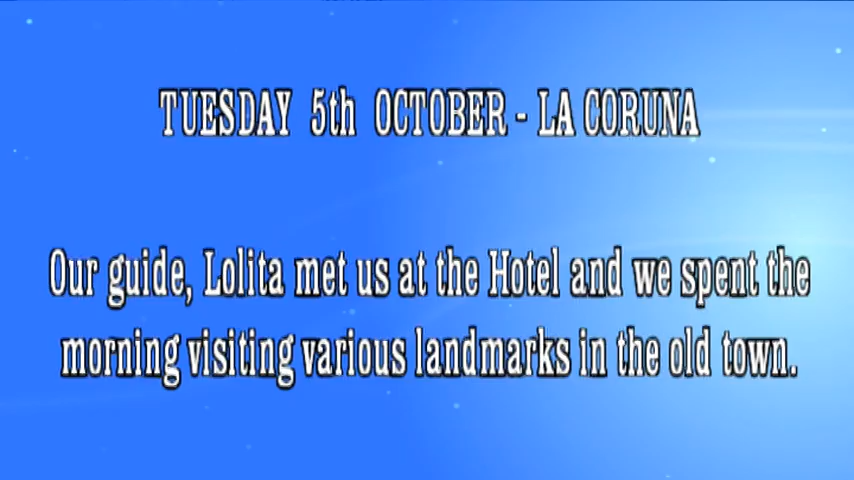 TUESDAY 5th OCTOBER - LA CORUNA
Our guide, Lolita met us at the Hotel and we spent the
morning visiting various landmarks in the old town.